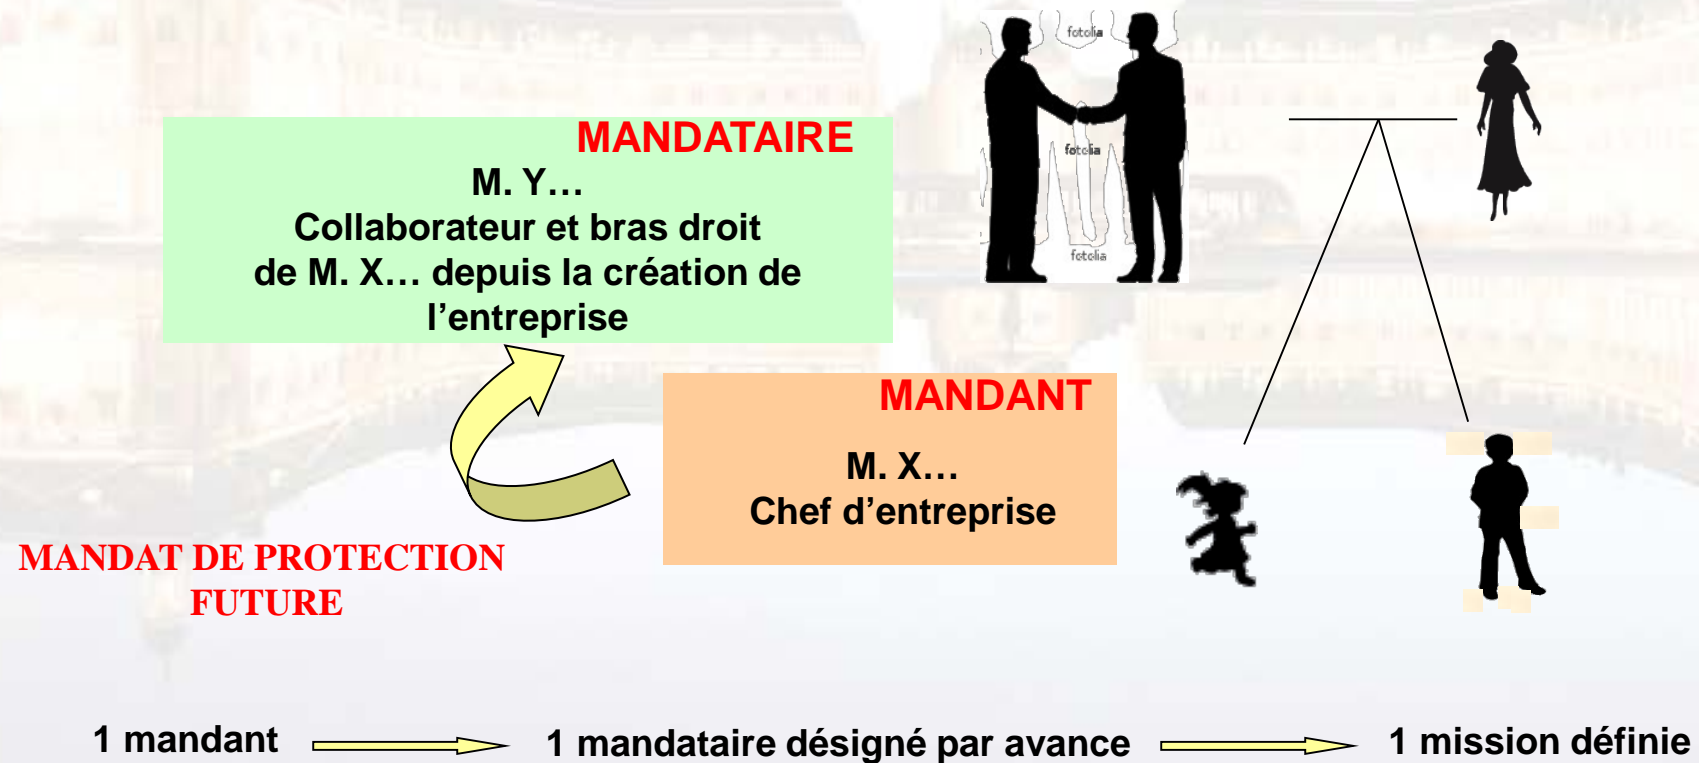 fotolia
fotolia
fotolia
MANDATAIRE
M. Y…
Collaborateur et bras droit
de M. X… depuis la création de
l’entreprise
MANDANT
M. X…
Chef d’entreprise
MANDAT DE PROTECTION
FUTURE
1 mandant
1 mandataire désigné par avance
1 mission définie